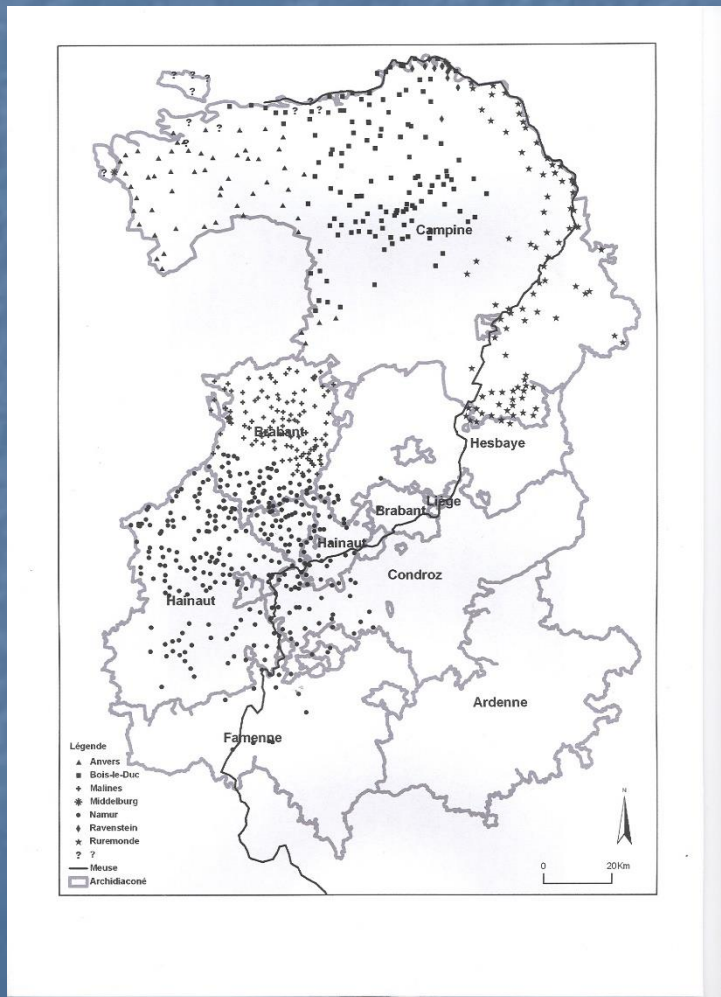 ? ? ?
?
? ?
? ?
?
?
?
Campine
Brabant
Hesbaye
Liège
Brabant
Hainaut
Condroz
Hainaut
Ardenne
Famenne
Légende
Anvers
Bois-le-Duc
Malines
Middelburg
Namur
Ravenstein
Ruremonde
? ?
Meuse
Archidiaconé
N
0 20Km